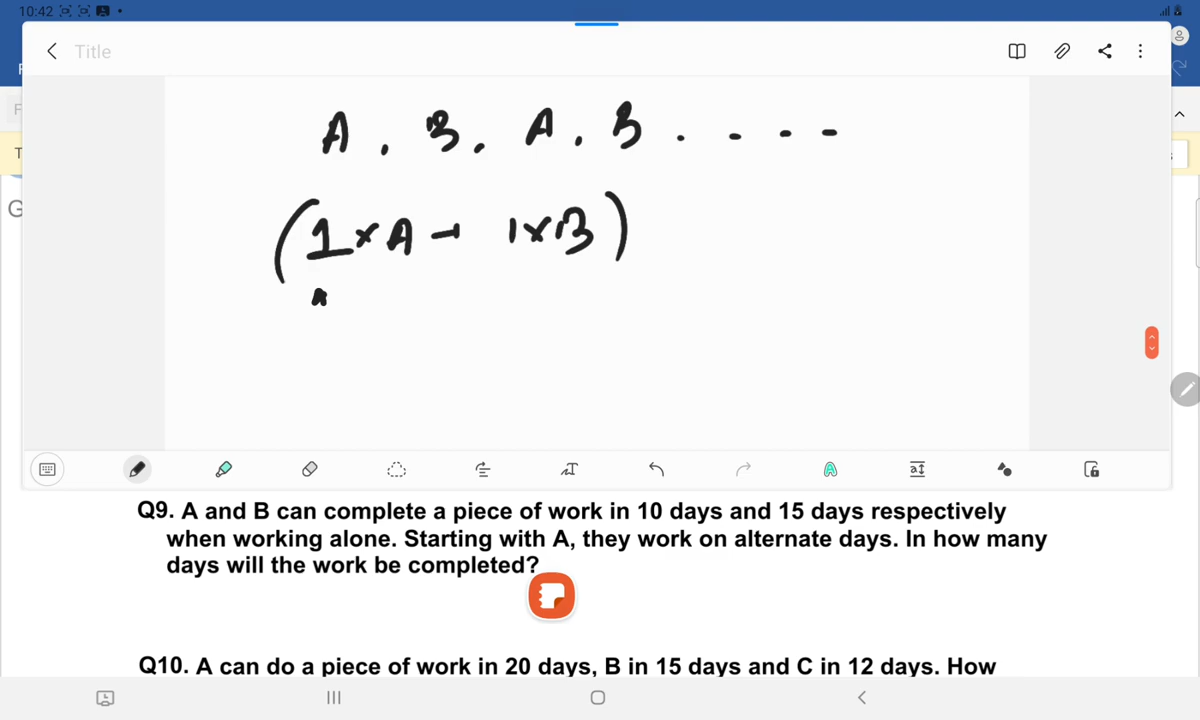 10:42
Title
A . B . A . B . . . .
(1 x A + 1 x B)
Q9. A and B can complete a piece of work in 10 days and 15 days respectively
when working alone. Starting with A, they work on alternate days. In how many
days will the work be completed?
Q10. A can do a piece of work in 20 days, B in 15 days and C in 12 days. How